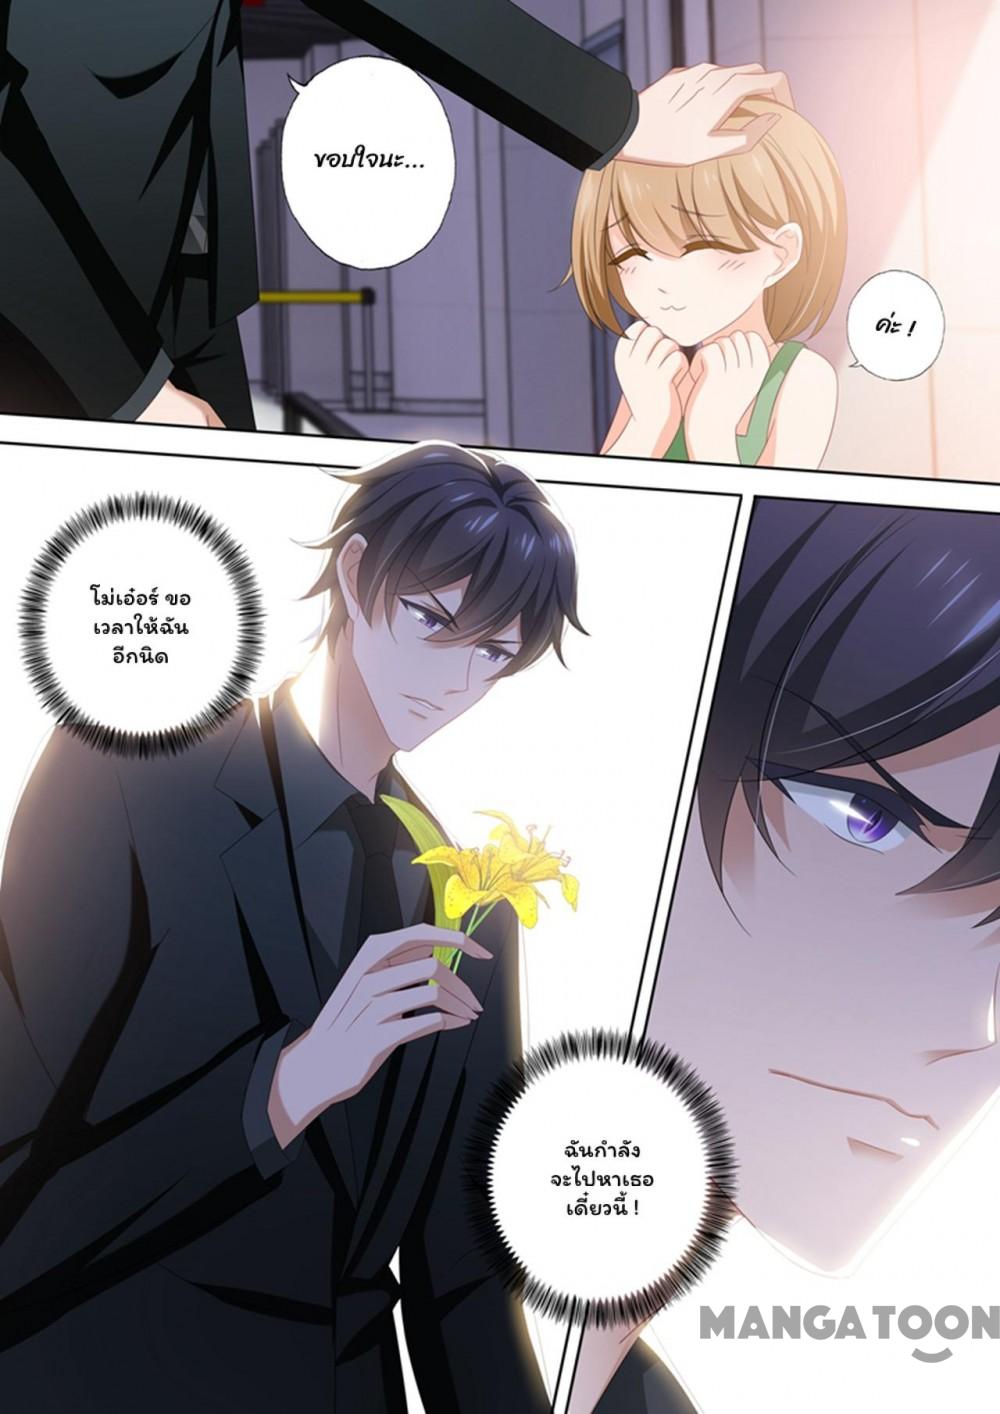 ขอบใจนะ...
ค่ะ !
โม่เอ๋อร์ ขอ
เวลาให้ฉัน
อีกนิด
ฉันกำลัง
จะไปหาเธอ
เดี๋ยวนี้ !
MANGATOON